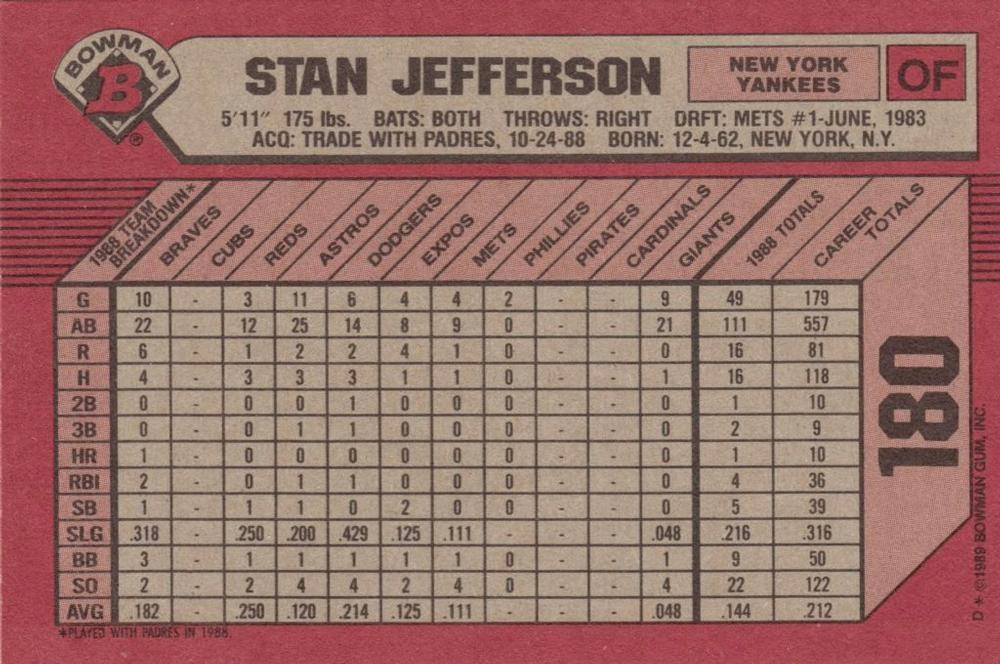 BOWMAN
B
®
STAN JEFFERSON
NEW YORK YANKEES
OF
5'11" 175 lbs. BATS: BOTH THROWS: RIGHT DRFT: METS #1-JUNE, 1983
ACQ: TRADE WITH PADRES, 10-24-88 BORN: 12-4-62, NEW YORK, N.Y.
1988 TEAM BREAKDOWN* BRAVES CUBS REDS ASTROS DODGERS EXPOS METS PHILLIES PIRATES CARDINALS GIANTS 1988 TOTALS CAREER TOTALS
G 10 - 3 11 6 4 4 2 - - 9 49 179
AB 22 - 12 25 14 8 9 0 - - 21 111 557
R 6 - 1 2 2 4 1 0 - - 0 16 81
H 4 - 3 3 3 1 1 0 - - 1 16 118
2B 0 - 0 0 1 0 0 0 - - 0 1 10
3B 0 - 0 1 1 0 0 0 - - 0 2 9
HR 1 - 0 0 0 0 0 0 - - 0 1 10
RBI 2 - 0 1 1 0 0 0 - - 0 4 36
SB 1 - 1 1 0 2 0 0 - - 0 5 39
SLG .318 - .250 .200 .429 .125 .111 - - - .048 .216 .316
BB 3 - 1 1 1 1 1 0 - - 1 9 50
SO 2 - 2 4 4 2 4 0 - - 4 22 122
AVG .182 - .250 .120 .214 .125 .111 - - - .048 .144 .212
*PLAYED WITH PADRES IN 1988.
180
D * ©1989 BOWMAN GUM, INC.